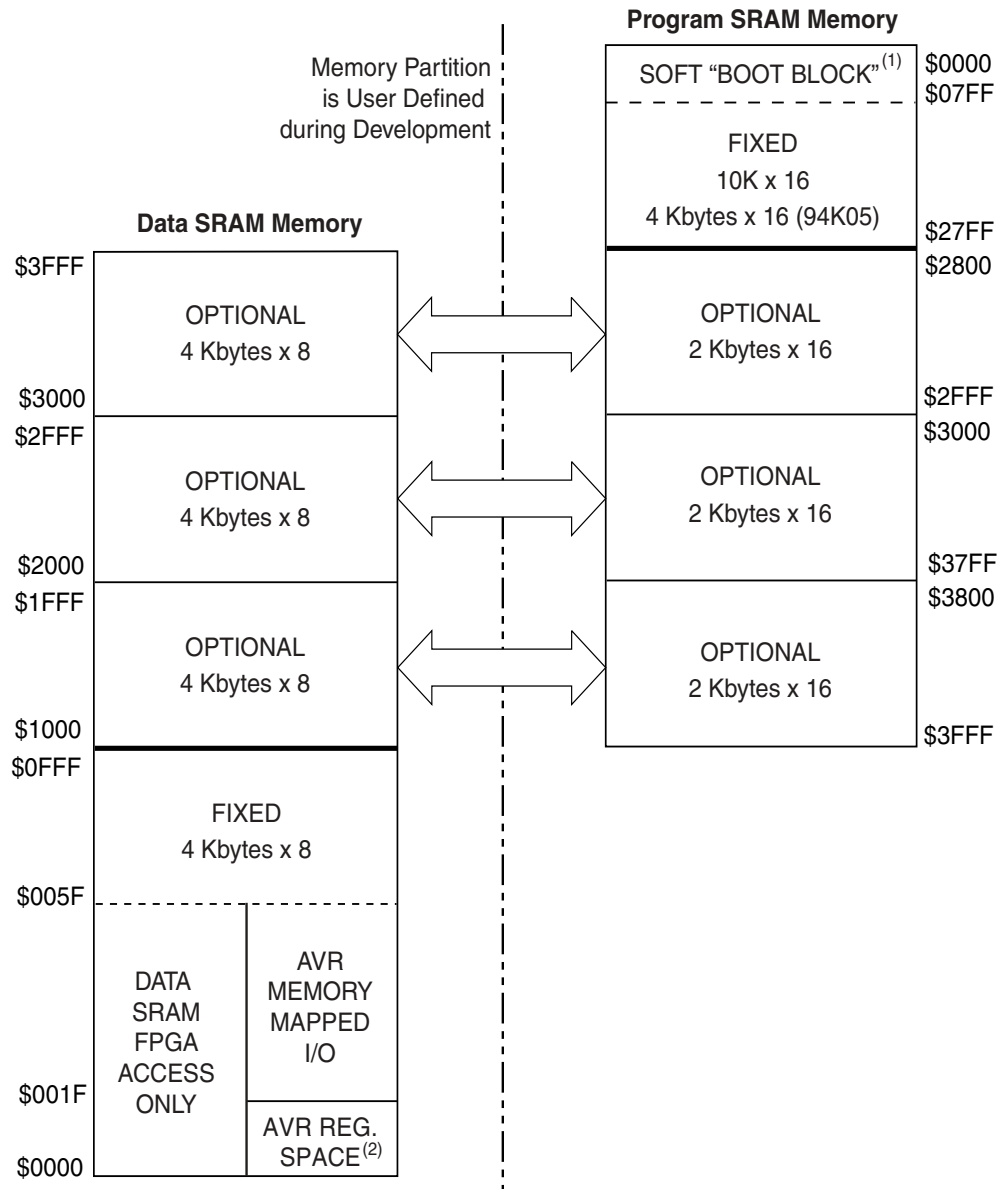 Program SRAM Memory
Memory Partition
is User Defined
during Development
SOFT “BOOT BLOCK”(1)
$0000
$07FF
FIXED
10K x 16
4 Kbytes x 16 (94K05)
$27FF
Data SRAM Memory
$3FFF
OPTIONAL
4 Kbytes x 8
$3000
$2800
OPTIONAL
2 Kbytes x 16
$2FFF
$2FFF
OPTIONAL
4 Kbytes x 8
$2000
$3000
OPTIONAL
2 Kbytes x 16
$37FF
$1FFF
OPTIONAL
4 Kbytes x 8
$1000
$3800
OPTIONAL
2 Kbytes x 16
$3FFF
$0FFF
FIXED
4 Kbytes x 8
$005F
DATA
SRAM
FPGA
ACCESS
ONLY
AVR
MEMORY
MAPPED
I/O
$001F
AVR REG.
SPACE(2)
$0000